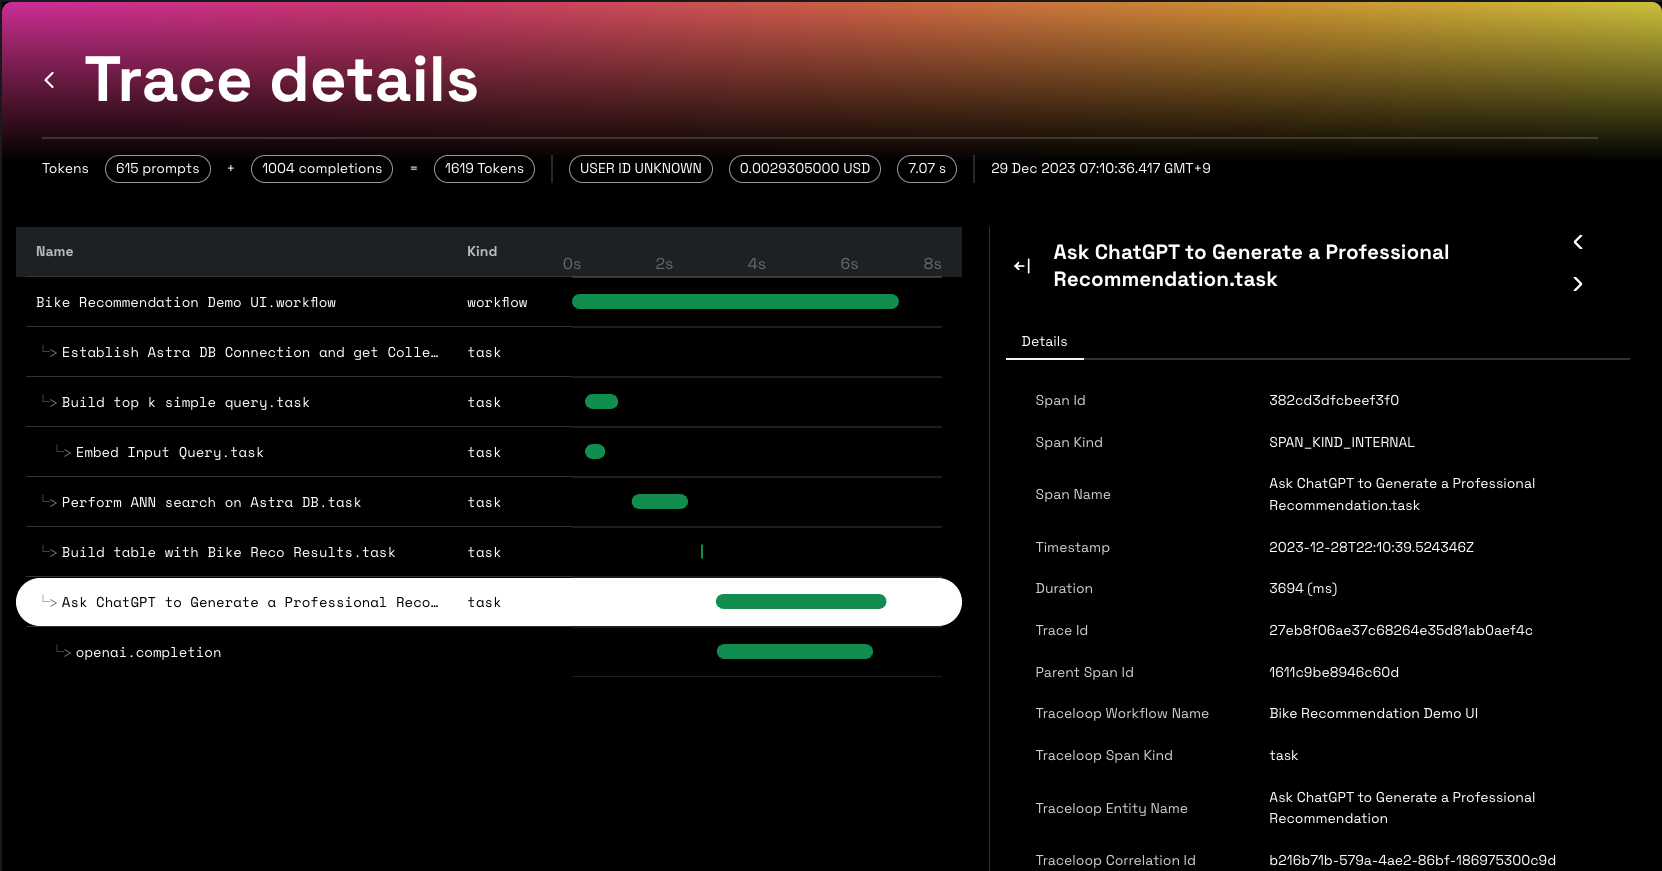 Trace details
Tokens 615 prompts + 1004 completions = 1619 Tokens USER ID UNKNOWN 0.0029305000 USD 7.07 s 29 Dec 2023 07:10:36.417 GMT+9
Name Kind 0s 2s 4s 6s 8s
Bike Recommendation Demo UI.workflow workflow
Establish Astra DB Connection and get Colle… task
Build top k simple query.task task
Embed Input Query.task task
Perform ANN search on Astra DB.task task
Build table with Bike Reco Results.task task
Ask ChatGPT to Generate a Professional Reco… task
openai.completion
Ask ChatGPT to Generate a Professional
Recommendation.task
Details
Span Id 382cd3dfcbeef3f0
Span Kind SPAN_KIND_INTERNAL
Span Name Ask ChatGPT to Generate a Professional
Recommendation.task
Timestamp 2023-12-28T22:10:39.524346Z
Duration 3694 (ms)
Trace Id 27eb8f06ae37c68264e35d81ab0aef4c
Parent Span Id 1611c9be8946c60d
Traceloop Workflow Name Bike Recommendation Demo UI
Traceloop Span Kind task
Traceloop Entity Name Ask ChatGPT to Generate a Professional
Recommendation
Traceloop Correlation Id b216b71b-579a-4ae2-86bf-186975300c9d